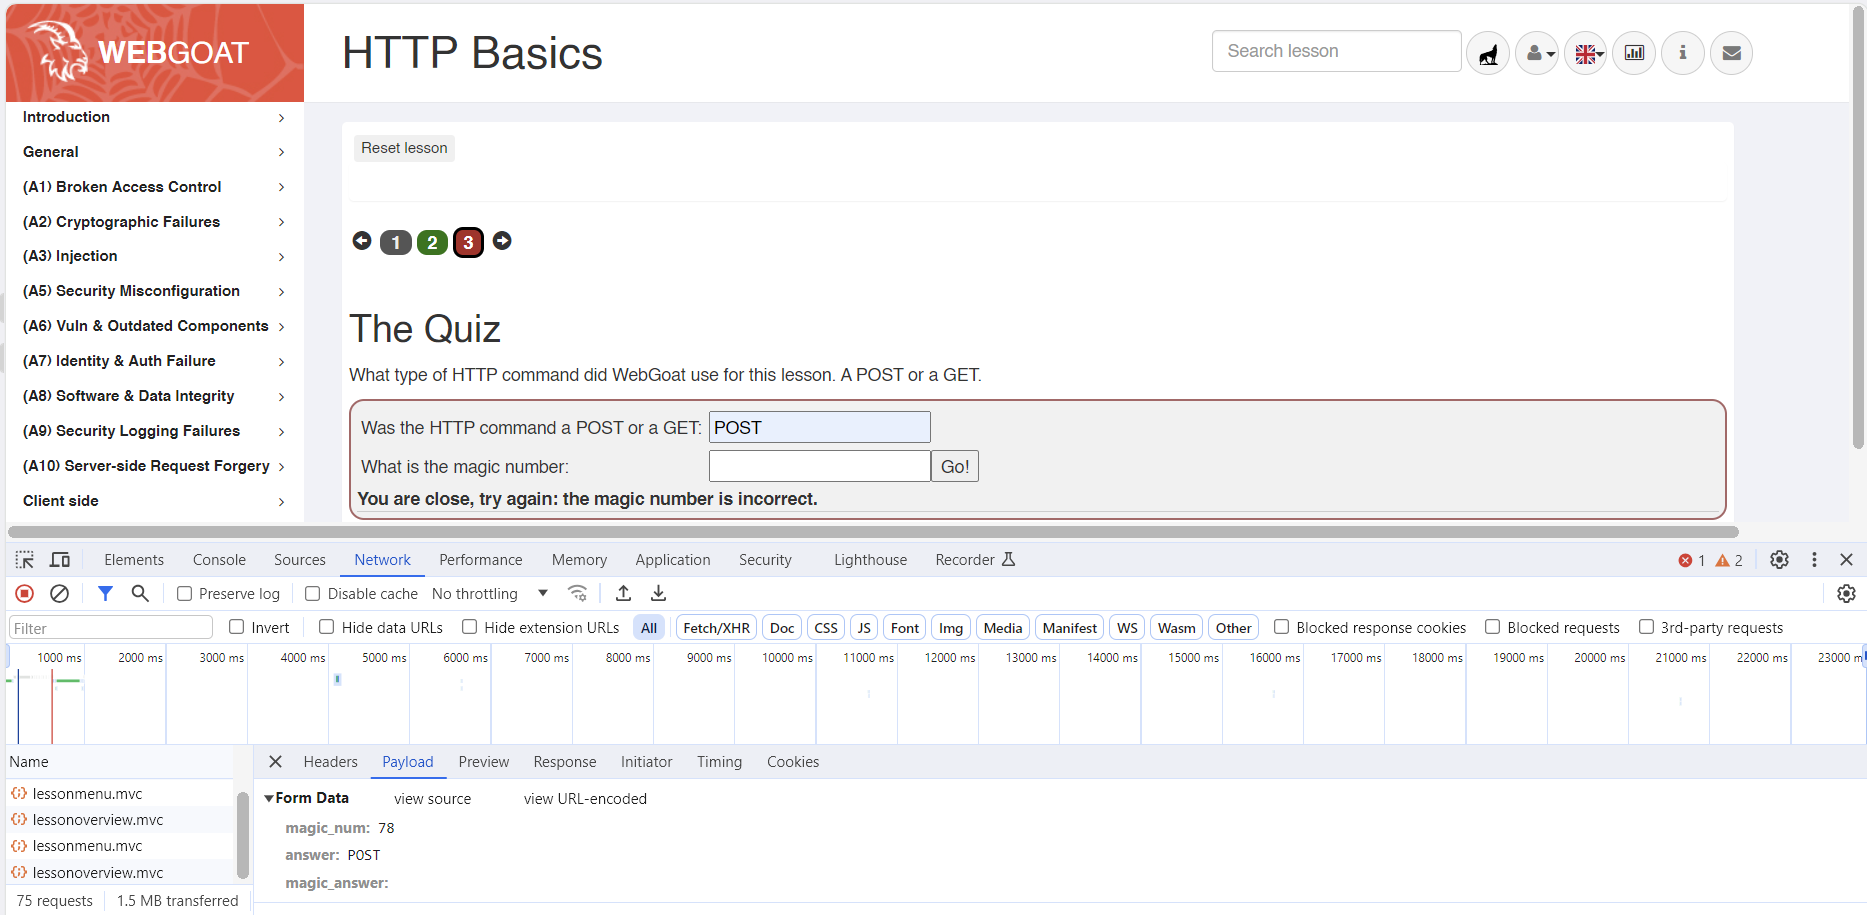 WEBGOAT
HTTP Basics
Search lesson
Introduction
General
(A1) Broken Access Control
(A2) Cryptographic Failures
(A3) Injection
(A5) Security Misconfiguration
(A6) Vuln & Outdated Components
(A7) Identity & Auth Failure
(A8) Software & Data Integrity
(A9) Security Logging Failures
(A10) Server-side Request Forgery
Client side
Reset lesson
1 2 3
The Quiz
What type of HTTP command did WebGoat use for this lesson. A POST or a GET.
Was the HTTP command a POST or a GET: POST
What is the magic number: Go!
You are close, try again: the magic number is incorrect.
Elements Console Sources Network Performance Memory Application Security Lighthouse Recorder 1 2
Preserve log Disable cache No throttling
Filter Invert Hide data URLs Hide extension URLs All Fetch/XHR Doc CSS JS Font Img Media Manifest WS Wasm Other Blocked response cookies Blocked requests 3rd-party requests
1000 ms 2000 ms 3000 ms 4000 ms 5000 ms 6000 ms 7000 ms 8000 ms 9000 ms 10000 ms 11000 ms 12000 ms 13000 ms 14000 ms 15000 ms 16000 ms 17000 ms 18000 ms 19000 ms 20000 ms 21000 ms 22000 ms 23000 m
Name
lessonmenu.mvc
lessonoverview.mvc
lessonmenu.mvc
lessonoverview.mvc
75 requests 1.5 MB transferred
Headers Payload Preview Response Initiator Timing Cookies
Form Data view source view URL-encoded
magic_num: 78
answer: POST
magic_answer: